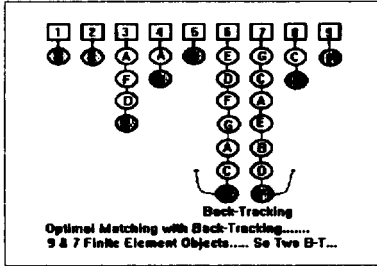 1 2 3 4 5 6 7 8 9
A A E G C
F D C
D F A
G E
A B
C D
Back-Tracking
Optimal Matching with Back-Tracking.......
9 & 7 Finite Element Objects..... So Two B-T...